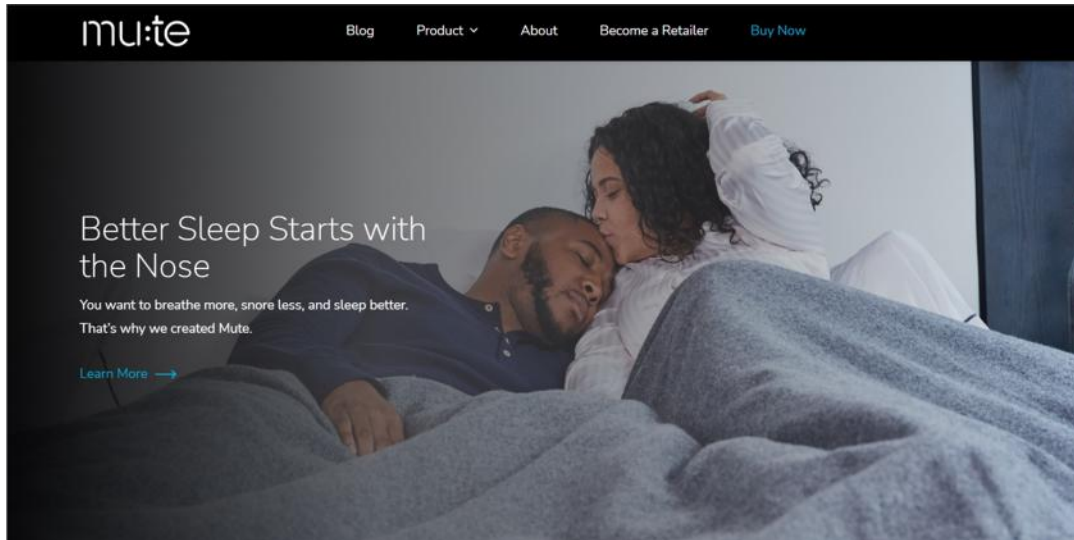 mu:te
Blog
Product
About
Become a Retailer
Buy Now
Better Sleep Starts with
the Nose
You want to breathe more, snore less, and sleep better.
That's why we created Mute.
Learn More